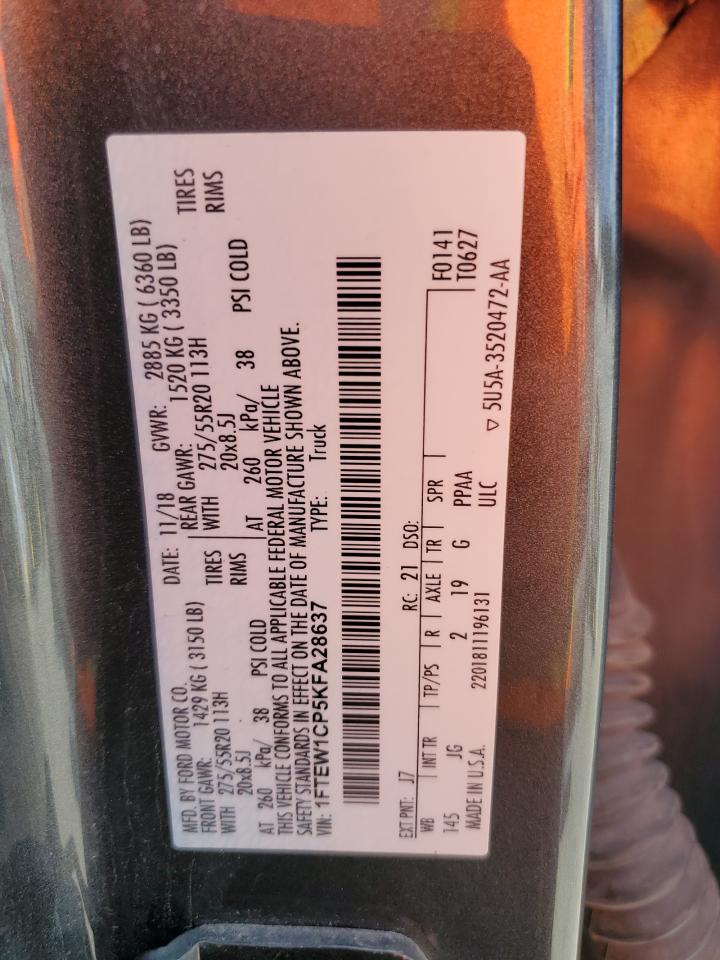 MFD. BY FORD MOTOR CO.
DATE: 11/18 GVWR: 2885 KG ( 6360 LB)
FRONT GAWR: 1429 KG ( 3150 LB)
REAR GAWR: 1520 KG ( 3350 LB)
WITH 275/55R20 113H TIRES
WITH 275/55R20 113H TIRES
20x8.5J RIMS
20x8.5J RIMS
AT 260 kPa/ 38 PSI COLD
AT 260 kPa/ 38 PSI COLD
THIS VEHICLE CONFORMS TO ALL APPLICABLE FEDERAL MOTOR VEHICLE
SAFETY STANDARDS IN EFFECT ON THE DATE OF MANUFACTURE SHOWN ABOVE.
VIN: 1FTEW1CP5KFA28637 TYPE: Truck
EXT PNT: J7 RC: 21 DSO: F0141
WB INT TR TP/PS R AXLE TR SPR T0627
145 JG 2 19 G PPAA
MADE IN U.S.A. 2201811196131 ULC ▽ 5U5A-3520472-AA